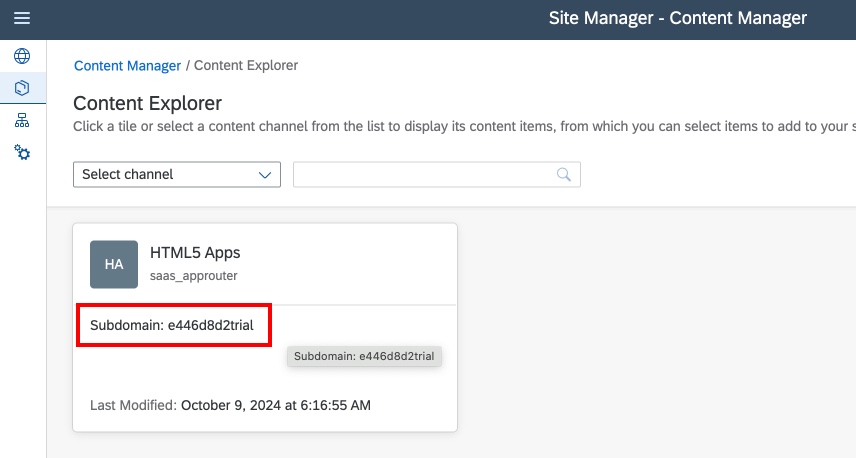 Site Manager - Content Manager
Content Manager / Content Explorer
Content Explorer
Click a tile or select a content channel from the list to display its content items, from which you can select items to add to your s
Select channel
HA
HTML5 Apps
saas_approuter
Subdomain: e446d8d2trial
Subdomain: e446d8d2trial
Last Modified: October 9, 2024 at 6:16:55 AM